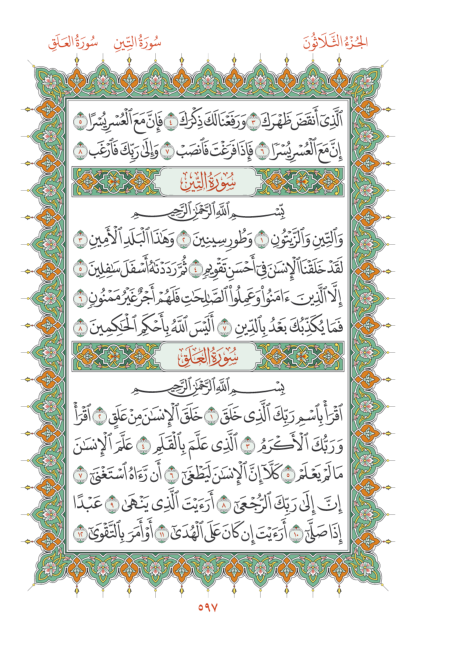 الجُزْءُ الثَّلَاثُونَ سُورَةُ التِّينِ سُورَةُ العَلَقِ
ٱلَّذِىٓ أَنقَضَ ظَهْرَكَ ٣ وَرَفَعْنَا لَكَ ذِكْرَكَ ٤ فَإِنَّ مَعَ ٱلْعُسْرِ يُسْرًا ٥
إِنَّ مَعَ ٱلْعُسْرِ يُسْرًا ٦ فَإِذَا فَرَغْتَ فَٱنصَبْ ٧ وَإِلَىٰ رَبِّكَ فَٱرْغَب ٨
سُورَةُ التِّينِ
بِسْمِ ٱللَّهِ ٱلرَّحْمَٰنِ ٱلرَّحِيمِ
وَٱلتِّينِ وَٱلزَّيْتُونِ ١ وَطُورِ سِينِينَ ٢ وَهَٰذَا ٱلْبَلَدِ ٱلْأَمِينِ ٣
لَقَدْ خَلَقْنَا ٱلْإِنسَٰنَ فِىٓ أَحْسَنِ تَقْوِيمٍ ٤ ثُمَّ رَدَدْنَٰهُ أَسْفَلَ سَٰفِلِينَ ٥
إِلَّا ٱلَّذِينَ ءَامَنُوا۟ وَعَمِلُوا۟ ٱلصَّٰلِحَٰتِ فَلَهُمْ أَجْرٌ غَيْرُ مَمْنُونٍ ٦
فَمَا يُكَذِّبُكَ بَعْدُ بِٱلدِّينِ ٧ أَلَيْسَ ٱللَّهُ بِأَحْكَمِ ٱلْحَٰكِمِينَ ٨
سُورَةُ العَلَقِ
بِسْمِ ٱللَّهِ ٱلرَّحْمَٰنِ ٱلرَّحِيمِ
ٱقْرَأْ بِٱسْمِ رَبِّكَ ٱلَّذِى خَلَقَ ١ خَلَقَ ٱلْإِنسَٰنَ مِنْ عَلَقٍ ٢ ٱقْرَأْ
وَرَبُّكَ ٱلْأَكْرَمُ ٣ ٱلَّذِى عَلَّمَ بِٱلْقَلَمِ ٤ عَلَّمَ ٱلْإِنسَٰنَ
مَا لَمْ يَعْلَمْ ٥ كَلَّآ إِنَّ ٱلْإِنسَٰنَ لَيَطْغَىٰٓ ٦ أَن رَّءَاهُ ٱسْتَغْنَىٰٓ ٧
إِنَّ إِلَىٰ رَبِّكَ ٱلرُّجْعَىٰٓ ٨ أَرَءَيْتَ ٱلَّذِى يَنْهَىٰ ٩ عَبْدًا
إِذَا صَلَّىٰٓ ١٠ أَرَءَيْتَ إِن كَانَ عَلَى ٱلْهُدَىٰٓ ١١ أَوْ أَمَرَ بِٱلتَّقْوَىٰٓ ١٢
٥٩٧